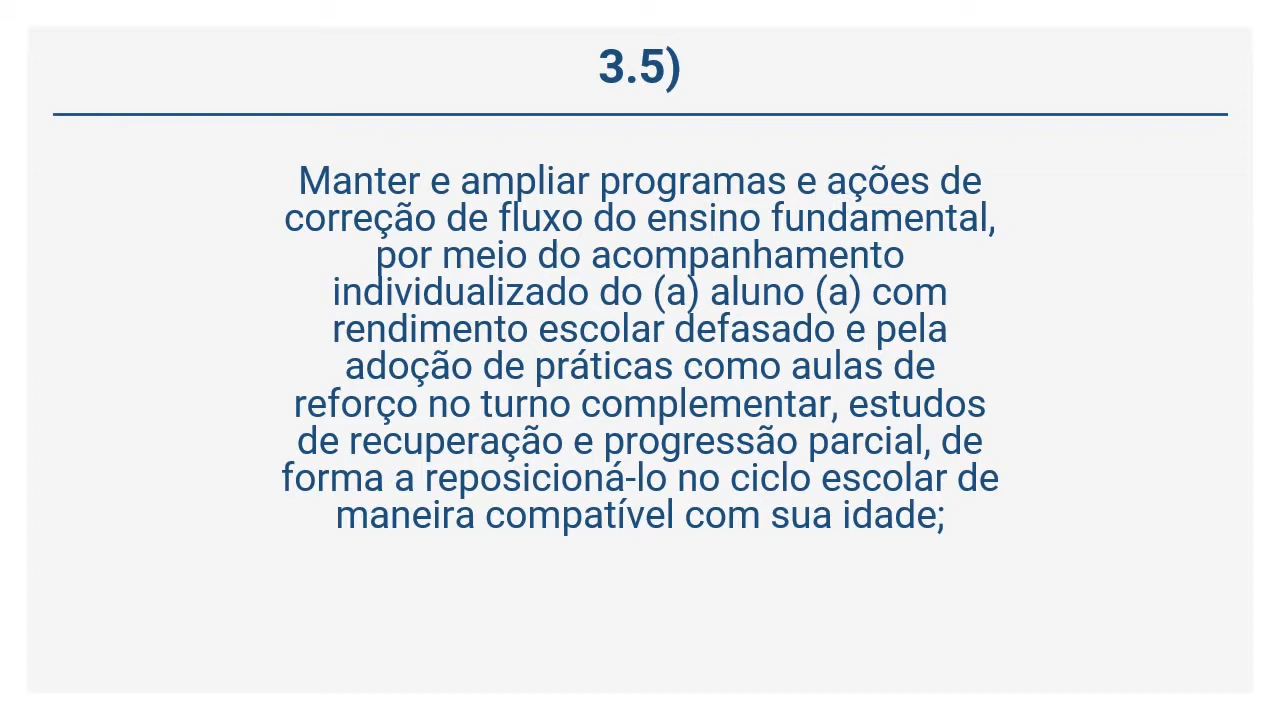 3.5)
Manter e ampliar programas e ações de
correção de fluxo do ensino fundamental,
por meio do acompanhamento
individualizado do (a) aluno (a) com
rendimento escolar defasado e pela
adoção de práticas como aulas de
reforço no turno complementar, estudos
de recuperação e progressão parcial, de
forma a reposicioná-lo no ciclo escolar de
maneira compatível com sua idade;